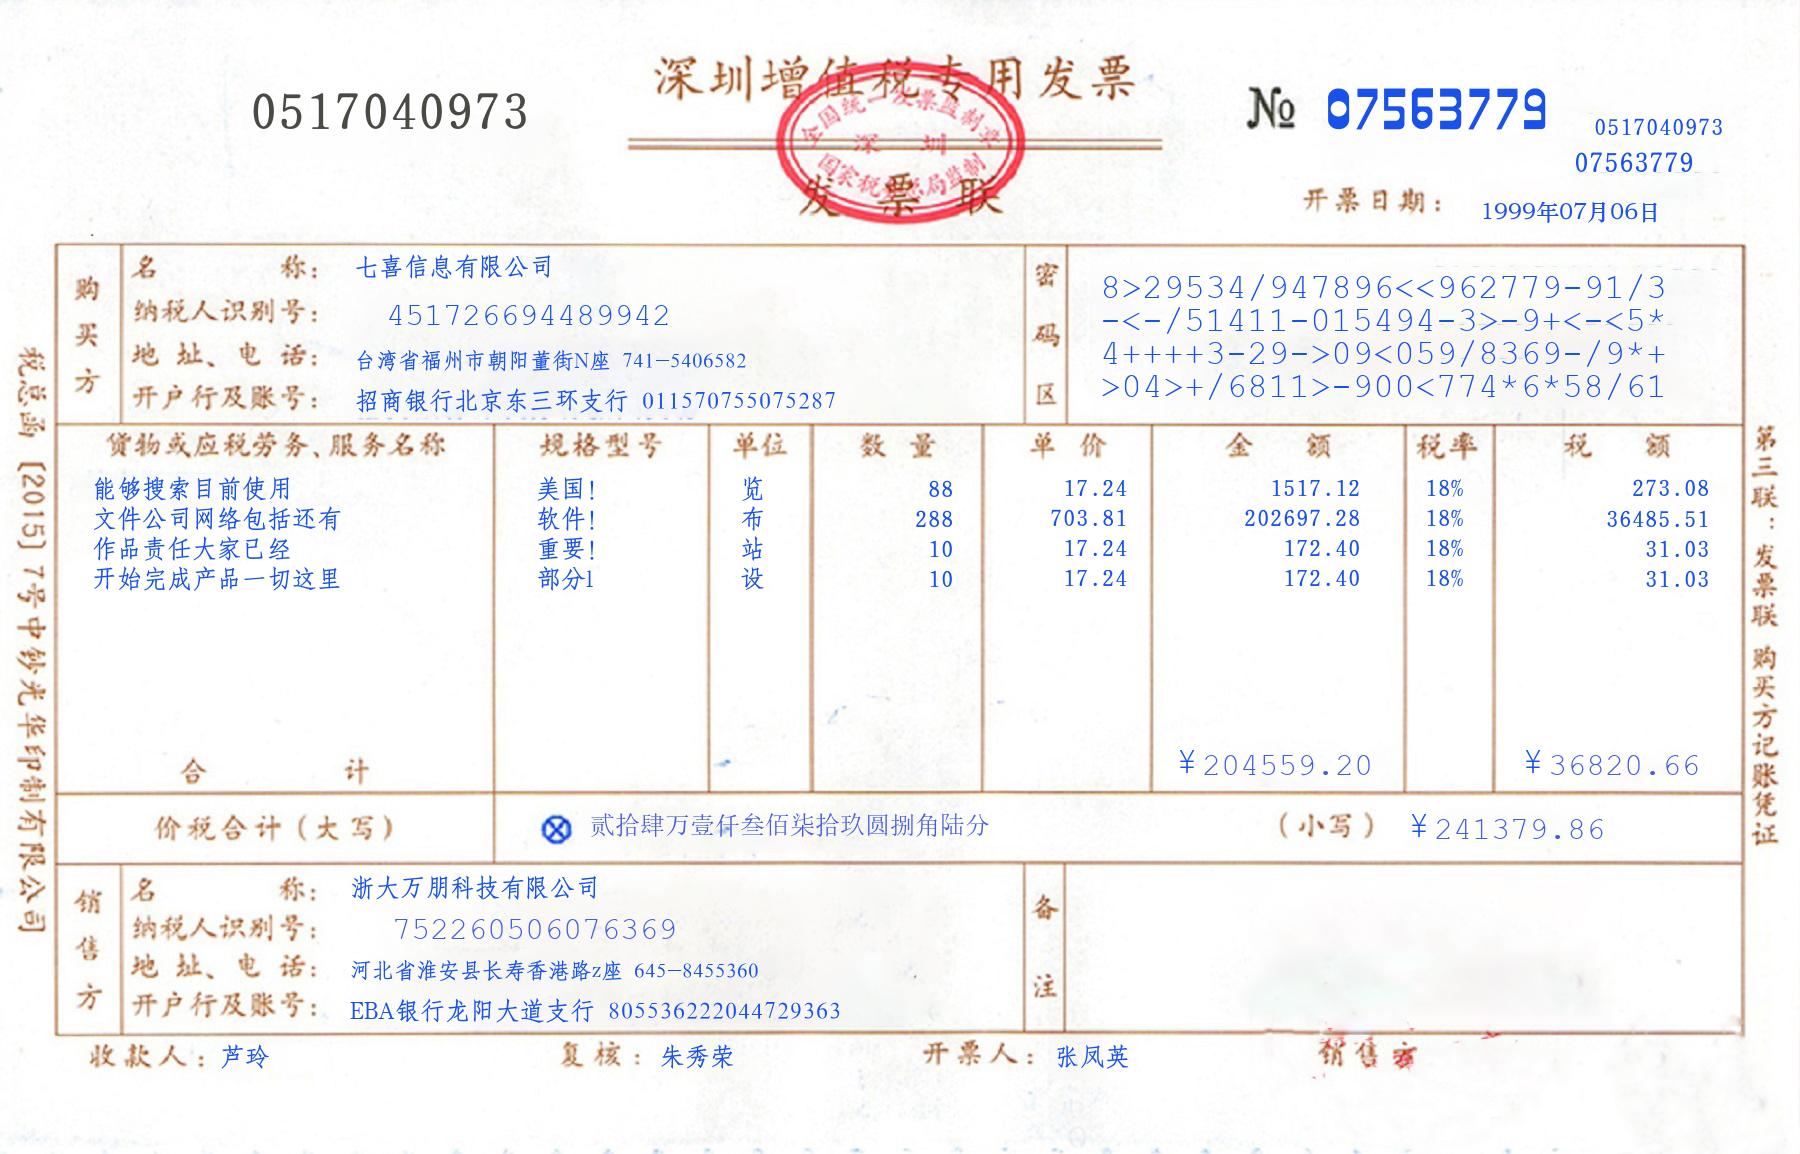 深圳增值税专用发票
0517040973
№ 07563779
0517040973
07563779
全国统一发票监制章
深 圳
国家税务总局监制
发 票 联
开票日期： 1999年07月06日
购买方
名 称： 七喜信息有限公司
纳税人识别号： 451726694489942
地 址、电 话： 台湾省福州市朝阳董街N座 741-5406582
开户行及账号： 招商银行北京东三环支行 011570755075287
密码区
8>29534/947896<<962779-91/3
-<-/51411-015494-3>-9+<-<5*
4++++3-29->09<059/8369-/9*+
>04>+/6811>-900<774*6*58/61
货物或应税劳务、服务名称 规格型号 单位 数 量 单 价 金 额 税率 税 额
能够搜索目前使用 美国! 览 88 17.24 1517.12 18% 273.08
文件公司网络包括还有 软件! 布 288 703.81 202697.28 18% 36485.51
作品责任大家已经 重要! 站 10 17.24 172.40 18% 31.03
开始完成产品一切这里 部分1 设 10 17.24 172.40 18% 31.03
合 计 ¥204559.20 ¥36820.66
价税合计（大写） 贰拾肆万壹仟叁佰柒拾玖圆捌角陆分 （小写） ¥241379.86
销售方
名 称： 浙大万朋科技有限公司
纳税人识别号： 752260506076369
地 址、电 话： 河北省淮安县长寿香港路z座 645-8455360
开户行及账号： EBA银行龙阳大道支行 805536222044729363
备注
收款人：芦玲 复核：朱秀荣 开票人：张凤英 销售方
税总函［2015］7号中钞光华印制有限公司
第三联：发票联 购买方记账凭证